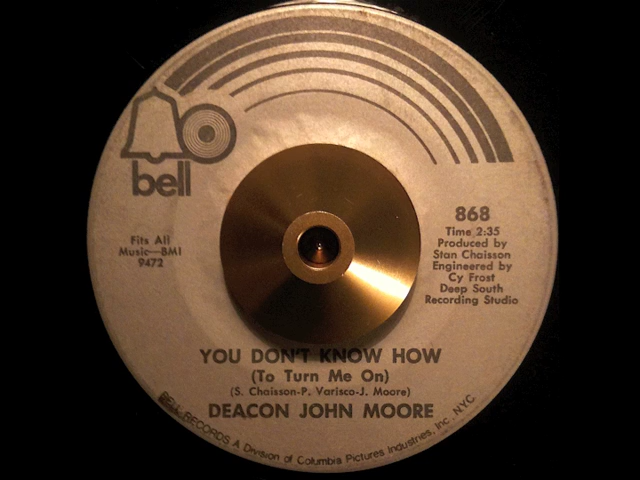 bell
Fits All
Music—BMI
9472
868
Time 2:35
Produced by
Stan Chaisson
Engineered by
Cy Frost
Deep South
Recording Studio
YOU DON'T KNOW HOW
(To Turn Me On)
(S. Chaisson-P. Varisco-J. Moore)
DEACON JOHN MOORE
BELL RECORDS A Division of Columbia Pictures Industries, Inc., NYC